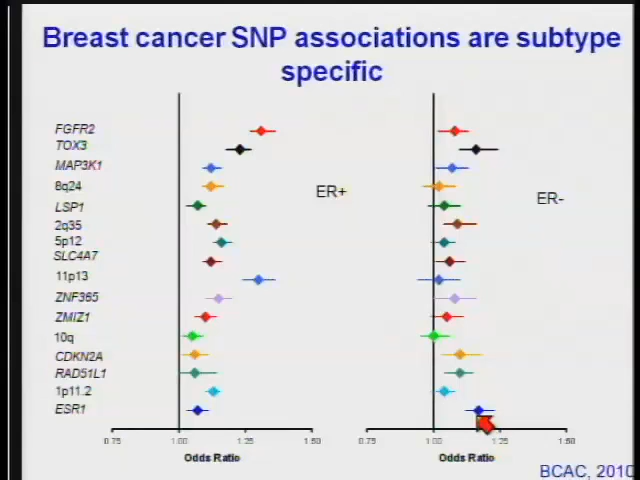 Breast cancer SNP associations are subtype
specific
FGFR2
TOX3
MAP3K1
8q24
LSP1
2q35
5p12
SLC4A7
11p13
ZNF365
ZMIZ1
10q
CDKN2A
RAD51L1
1p11.2
ESR1
ER+
ER-
0.75 1.00 1.25 1.50
0.75 1.00 1.25 1.50
Odds Ratio
Odds Ratio
BCAC, 2010